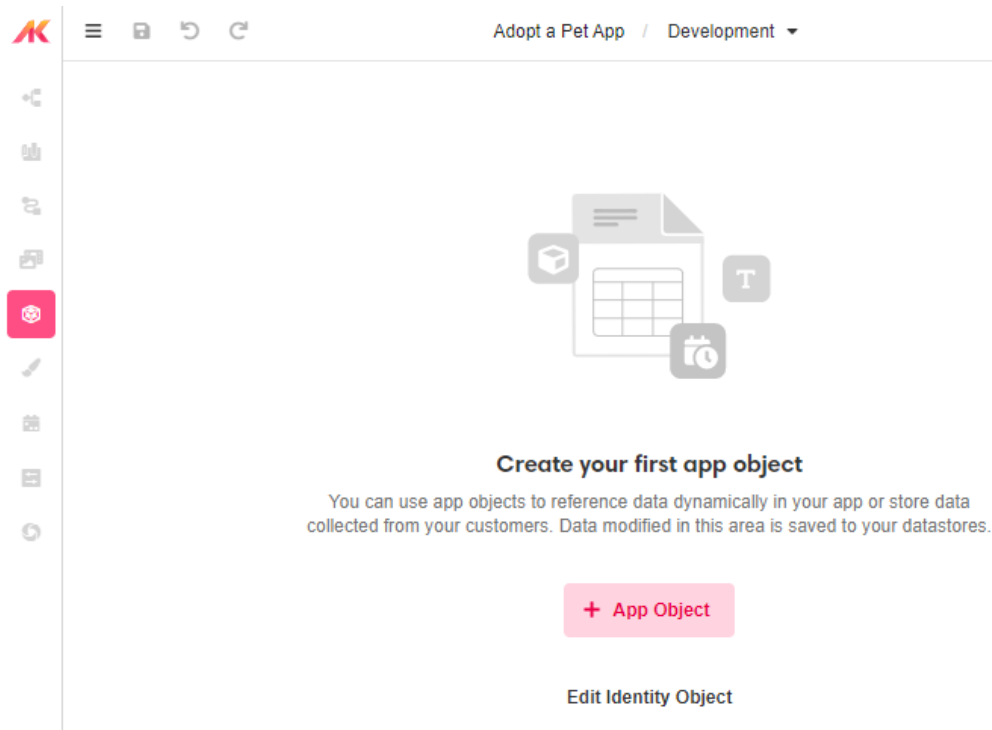 Adopt a Pet App / Development
T
Create your first app object
You can use app objects to reference data dynamically in your app or store data
collected from your customers. Data modified in this area is saved to your datastores.
+ App Object
Edit Identity Object